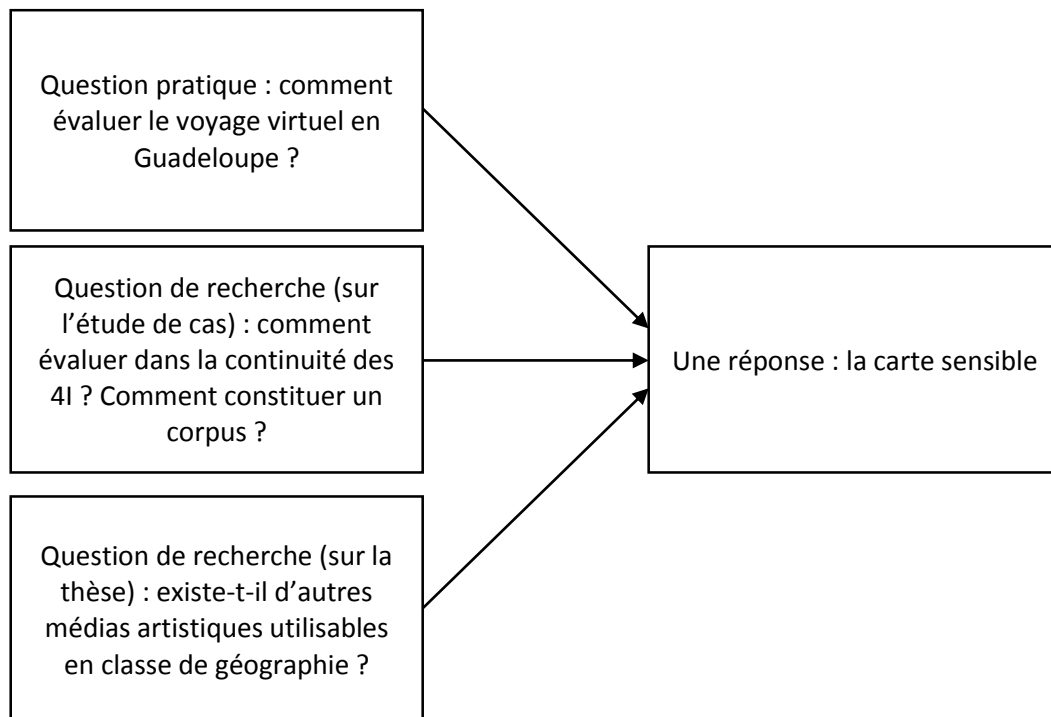 Question pratique : comment
évaluer le voyage virtuel en
Guadeloupe ?
Question de recherche (sur
l’étude de cas) : comment
évaluer dans la continuité des
4I ? Comment constituer un
corpus ?
Une réponse : la carte sensible
Question de recherche (sur la
thèse) : existe-t-il d’autres
médias artistiques utilisables
en classe de géographie ?